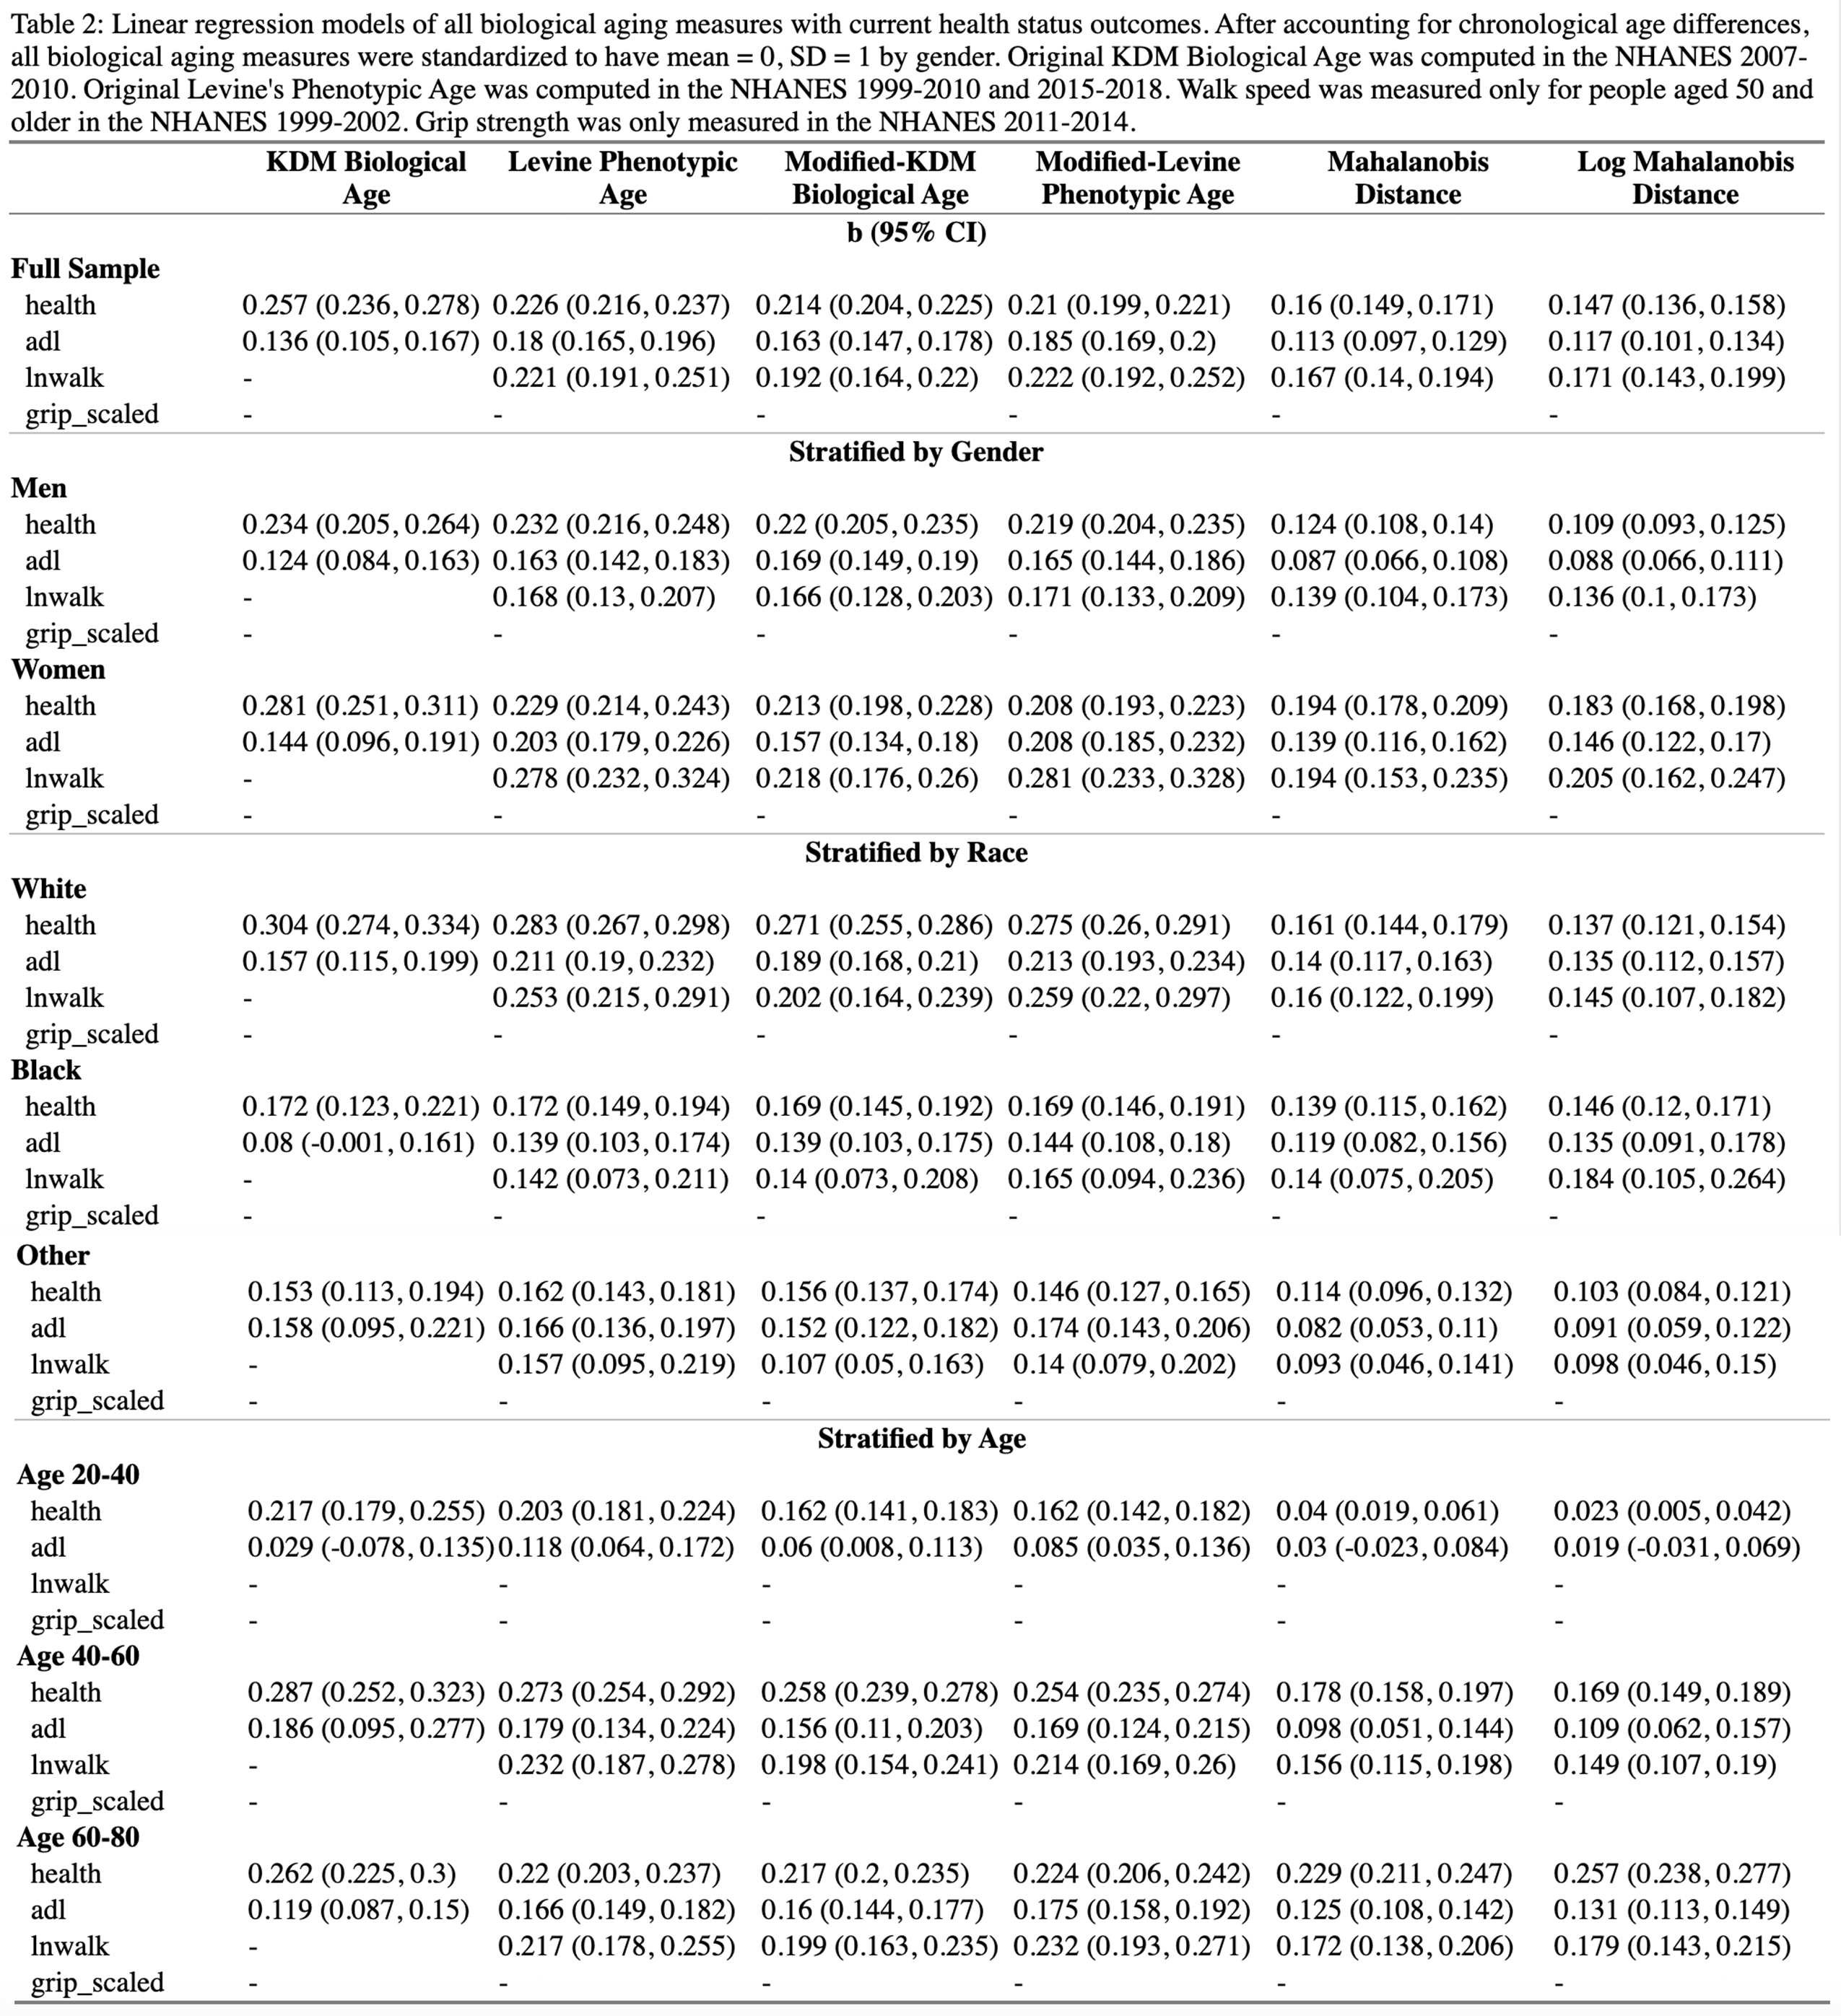 Table 2: Linear regression models of all biological aging measures with current health status outcomes. After accounting for chronological age differences,
all biological aging measures were standardized to have mean = 0, SD = 1 by gender. Original KDM Biological Age was computed in the NHANES 2007-
2010. Original Levine's Phenotypic Age was computed in the NHANES 1999-2010 and 2015-2018. Walk speed was measured only for people aged 50 and
older in the NHANES 1999-2002. Grip strength was only measured in the NHANES 2011-2014.
KDM Biological Levine Phenotypic Modified-KDM Modified-Levine Mahalanobis Log Mahalanobis
Age Age Biological Age Phenotypic Age Distance Distance
b (95% CI)
Full Sample
health 0.257 (0.236, 0.278) 0.226 (0.216, 0.237) 0.214 (0.204, 0.225) 0.21 (0.199, 0.221) 0.16 (0.149, 0.171) 0.147 (0.136, 0.158)
adl 0.136 (0.105, 0.167) 0.18 (0.165, 0.196) 0.163 (0.147, 0.178) 0.185 (0.169, 0.2) 0.113 (0.097, 0.129) 0.117 (0.101, 0.134)
lnwalk - 0.221 (0.191, 0.251) 0.192 (0.164, 0.22) 0.222 (0.192, 0.252) 0.167 (0.14, 0.194) 0.171 (0.143, 0.199)
grip_scaled - - - - - -
Stratified by Gender
Men
health 0.234 (0.205, 0.264) 0.232 (0.216, 0.248) 0.22 (0.205, 0.235) 0.219 (0.204, 0.235) 0.124 (0.108, 0.14) 0.109 (0.093, 0.125)
adl 0.124 (0.084, 0.163) 0.163 (0.142, 0.183) 0.169 (0.149, 0.19) 0.165 (0.144, 0.186) 0.087 (0.066, 0.108) 0.088 (0.066, 0.111)
lnwalk - 0.168 (0.13, 0.207) 0.166 (0.128, 0.203) 0.171 (0.133, 0.209) 0.139 (0.104, 0.173) 0.136 (0.1, 0.173)
grip_scaled - - - - - -
Women
health 0.281 (0.251, 0.311) 0.229 (0.214, 0.243) 0.213 (0.198, 0.228) 0.208 (0.193, 0.223) 0.194 (0.178, 0.209) 0.183 (0.168, 0.198)
adl 0.144 (0.096, 0.191) 0.203 (0.179, 0.226) 0.157 (0.134, 0.18) 0.208 (0.185, 0.232) 0.139 (0.116, 0.162) 0.146 (0.122, 0.17)
lnwalk - 0.278 (0.232, 0.324) 0.218 (0.176, 0.26) 0.281 (0.233, 0.328) 0.194 (0.153, 0.235) 0.205 (0.162, 0.247)
grip_scaled - - - - - -
Stratified by Race
White
health 0.304 (0.274, 0.334) 0.283 (0.267, 0.298) 0.271 (0.255, 0.286) 0.275 (0.26, 0.291) 0.161 (0.144, 0.179) 0.137 (0.121, 0.154)
adl 0.157 (0.115, 0.199) 0.211 (0.19, 0.232) 0.189 (0.168, 0.21) 0.213 (0.193, 0.234) 0.14 (0.117, 0.163) 0.135 (0.112, 0.157)
lnwalk - 0.253 (0.215, 0.291) 0.202 (0.164, 0.239) 0.259 (0.22, 0.297) 0.16 (0.122, 0.199) 0.145 (0.107, 0.182)
grip_scaled - - - - - -
Black
health 0.172 (0.123, 0.221) 0.172 (0.149, 0.194) 0.169 (0.145, 0.192) 0.169 (0.146, 0.191) 0.139 (0.115, 0.162) 0.146 (0.12, 0.171)
adl 0.08 (-0.001, 0.161) 0.139 (0.103, 0.174) 0.139 (0.103, 0.175) 0.144 (0.108, 0.18) 0.119 (0.082, 0.156) 0.135 (0.091, 0.178)
lnwalk - 0.142 (0.073, 0.211) 0.14 (0.073, 0.208) 0.165 (0.094, 0.236) 0.14 (0.075, 0.205) 0.184 (0.105, 0.264)
grip_scaled - - - - - -
Other
health 0.153 (0.113, 0.194) 0.162 (0.143, 0.181) 0.156 (0.137, 0.174) 0.146 (0.127, 0.165) 0.114 (0.096, 0.132) 0.103 (0.084, 0.121)
adl 0.158 (0.095, 0.221) 0.166 (0.136, 0.197) 0.152 (0.122, 0.182) 0.174 (0.143, 0.206) 0.082 (0.053, 0.11) 0.091 (0.059, 0.122)
lnwalk - 0.157 (0.095, 0.219) 0.107 (0.05, 0.163) 0.14 (0.079, 0.202) 0.093 (0.046, 0.141) 0.098 (0.046, 0.15)
grip_scaled - - - - - -
Stratified by Age
Age 20-40
health 0.217 (0.179, 0.255) 0.203 (0.181, 0.224) 0.162 (0.141, 0.183) 0.162 (0.142, 0.182) 0.04 (0.019, 0.061) 0.023 (0.005, 0.042)
adl 0.029 (-0.078, 0.135) 0.118 (0.064, 0.172) 0.06 (0.008, 0.113) 0.085 (0.035, 0.136) 0.03 (-0.023, 0.084) 0.019 (-0.031, 0.069)
lnwalk - - - - - -
grip_scaled - - - - - -
Age 40-60
health 0.287 (0.252, 0.323) 0.273 (0.254, 0.292) 0.258 (0.239, 0.278) 0.254 (0.235, 0.274) 0.178 (0.158, 0.197) 0.169 (0.149, 0.189)
adl 0.186 (0.095, 0.277) 0.179 (0.134, 0.224) 0.156 (0.11, 0.203) 0.169 (0.124, 0.215) 0.098 (0.051, 0.144) 0.109 (0.062, 0.157)
lnwalk - 0.232 (0.187, 0.278) 0.198 (0.154, 0.241) 0.214 (0.169, 0.26) 0.156 (0.115, 0.198) 0.149 (0.107, 0.19)
grip_scaled - - - - - -
Age 60-80
health 0.262 (0.225, 0.3) 0.22 (0.203, 0.237) 0.217 (0.2, 0.235) 0.224 (0.206, 0.242) 0.229 (0.211, 0.247) 0.257 (0.238, 0.277)
adl 0.119 (0.087, 0.15) 0.166 (0.149, 0.182) 0.16 (0.144, 0.177) 0.175 (0.158, 0.192) 0.125 (0.108, 0.142) 0.131 (0.113, 0.149)
lnwalk - 0.217 (0.178, 0.255) 0.199 (0.163, 0.235) 0.232 (0.193, 0.271) 0.172 (0.138, 0.206) 0.179 (0.143, 0.215)
grip_scaled - - - - - -